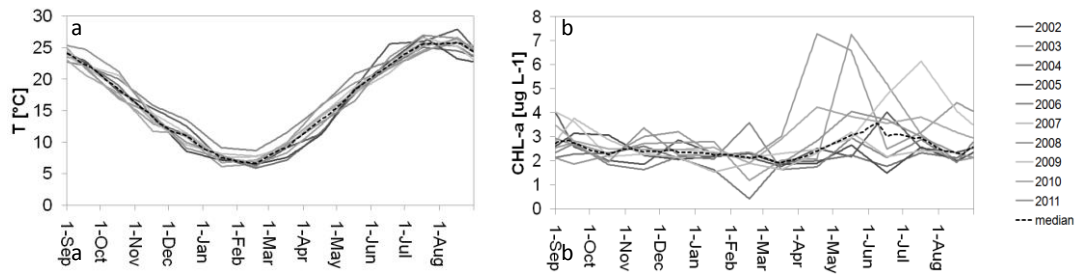 a
T [°C]
30
25
20
15
10
5
0
1-Sep
1-Oct
1-Nov
1-Dec
1-Jan
1-Feb
1-Mar
1-Apr
1-May
1-Jun
1-Jul
1-Aug
a
b
CHL-a [ug L-1]
8
7
6
5
4
3
2
1
0
1-Sep
1-Oct
1-Nov
1-Dec
1-Jan
1-Feb
1-Mar
1-Apr
1-May
1-Jun
1-Jul
1-Aug
b
2002
2003
2004
2005
2006
2007
2008
2009
2010
2011
median